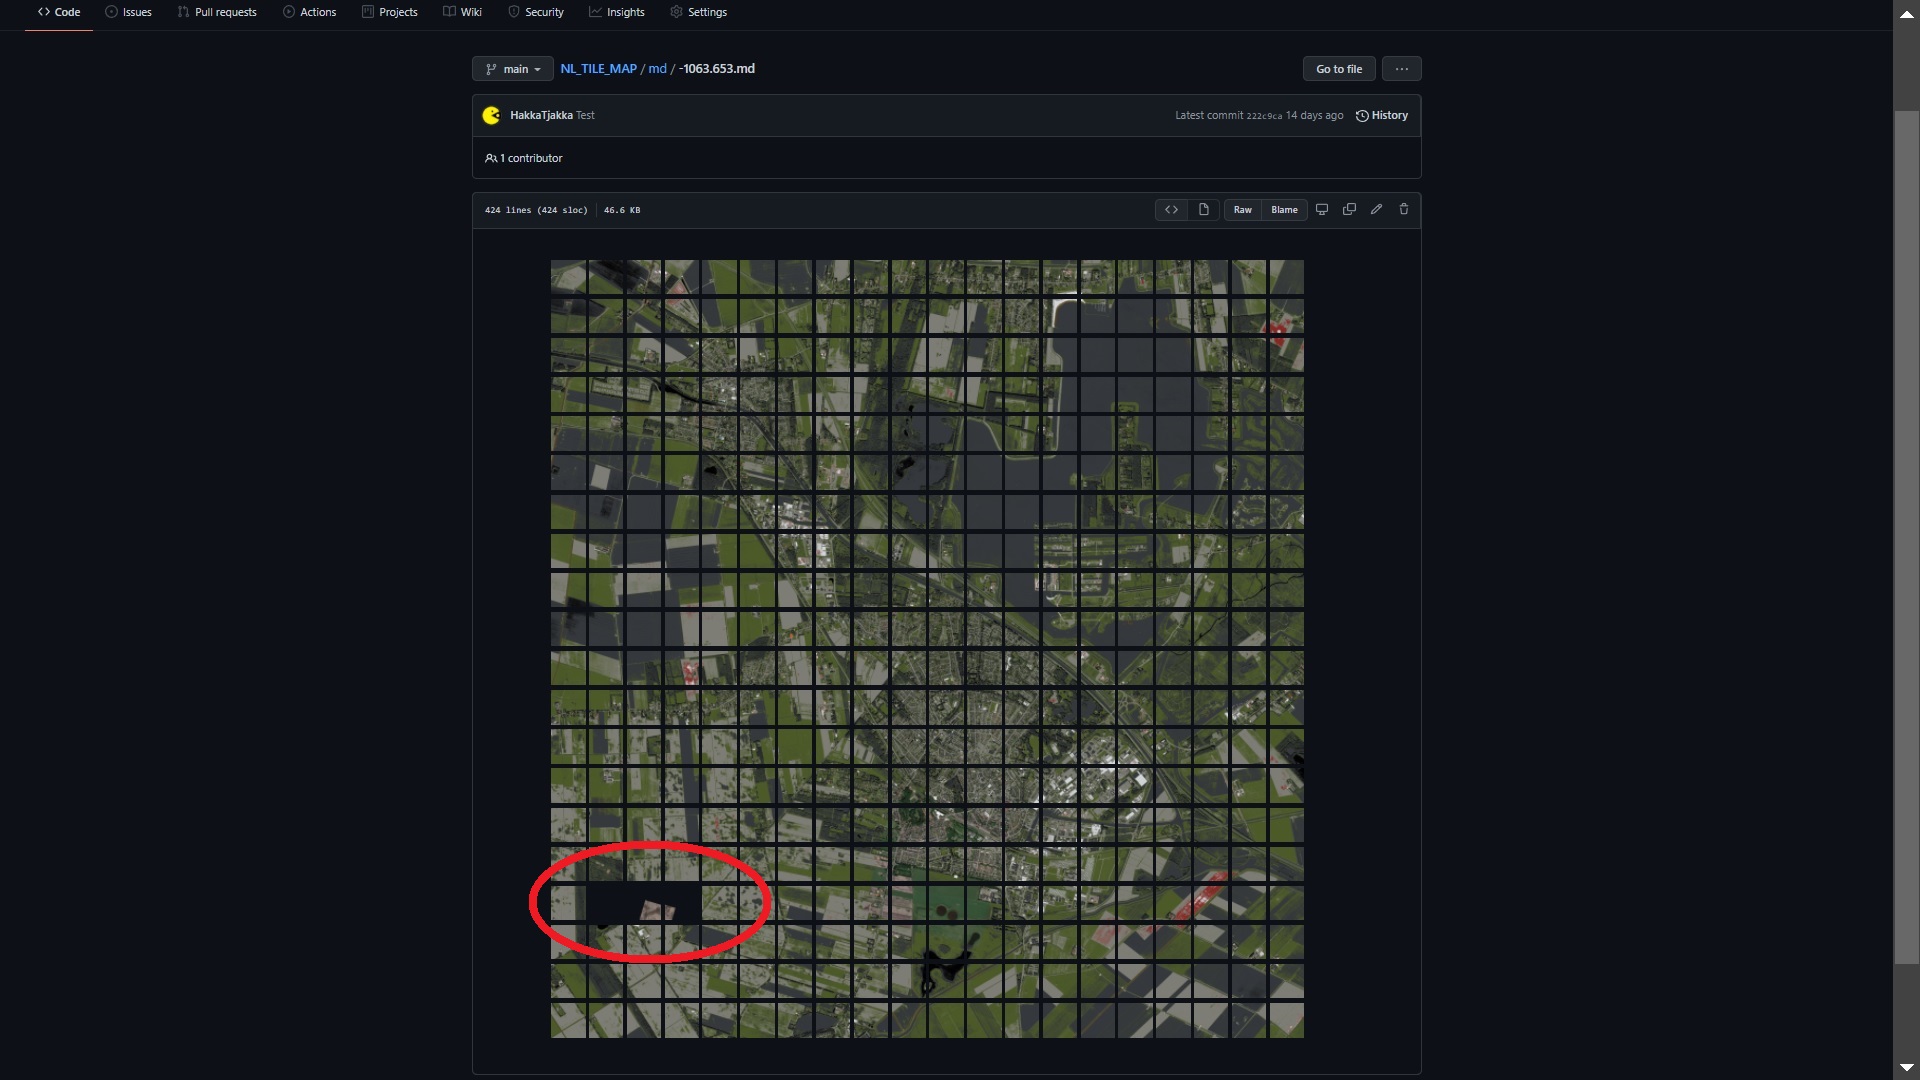 Code Issues Pull requests Actions Projects Wiki Security Insights Settings
main NL_TILE_MAP / md / -1063.653.md Go to file ...
HakkaTjakka Test Latest commit 222c9ca 14 days ago History
1 contributor
424 lines (424 sloc) 46.6 KB Raw Blame